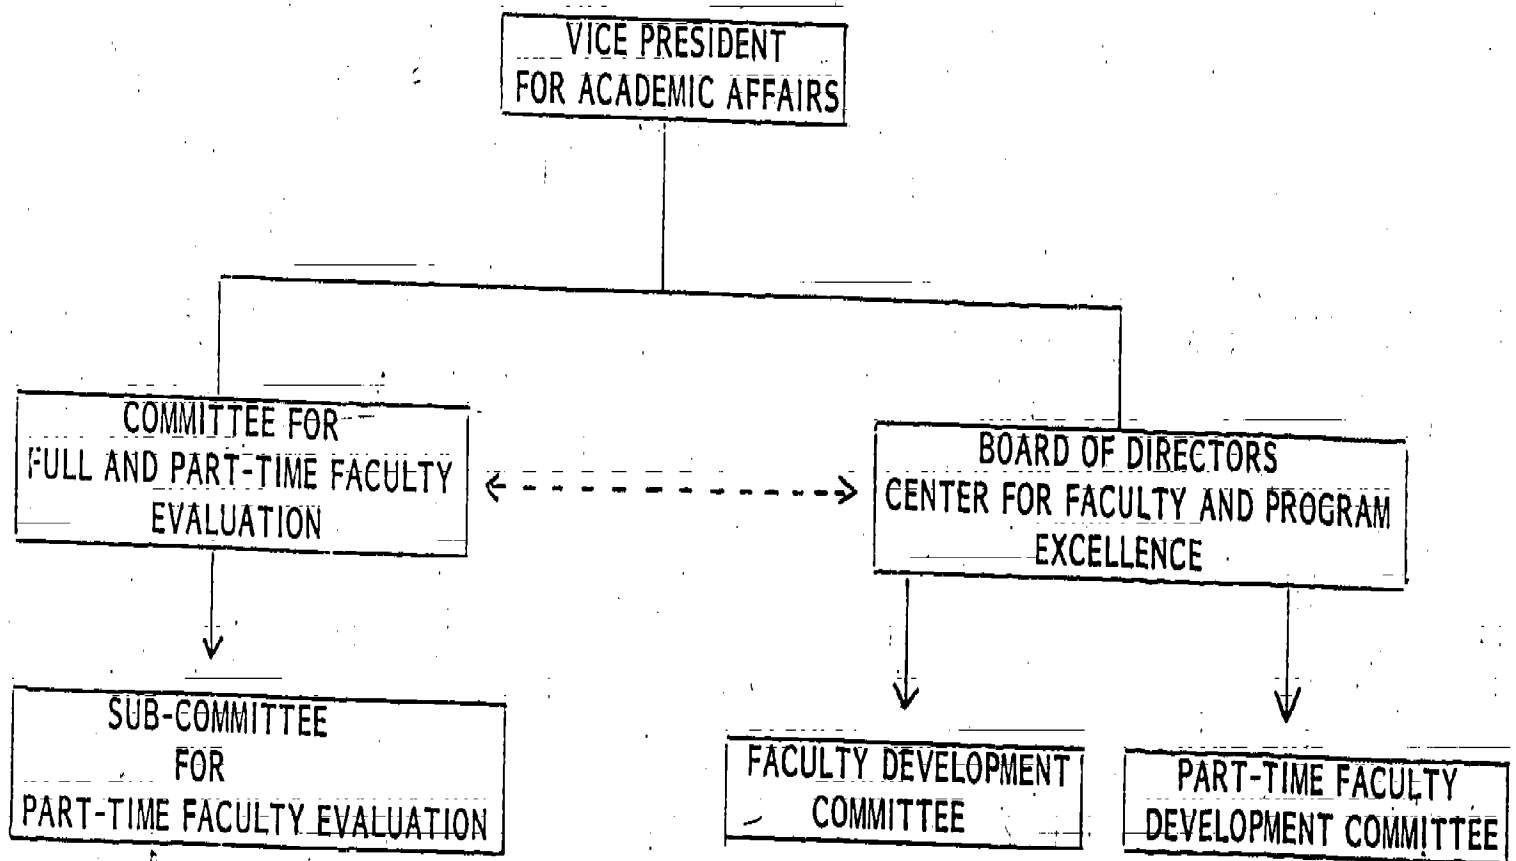 VICE PRESIDENT
FOR ACADEMIC AFFAIRS
COMMITTEE FOR
FULL AND PART-TIME FACULTY
EVALUATION
BOARD OF DIRECTORS
CENTER FOR FACULTY AND PROGRAM
EXCELLENCE
SUB-COMMITTEE
FOR
PART-TIME FACULTY EVALUATION
FACULTY DEVELOPMENT
COMMITTEE
PART-TIME FACULTY
DEVELOPMENT COMMITTEE